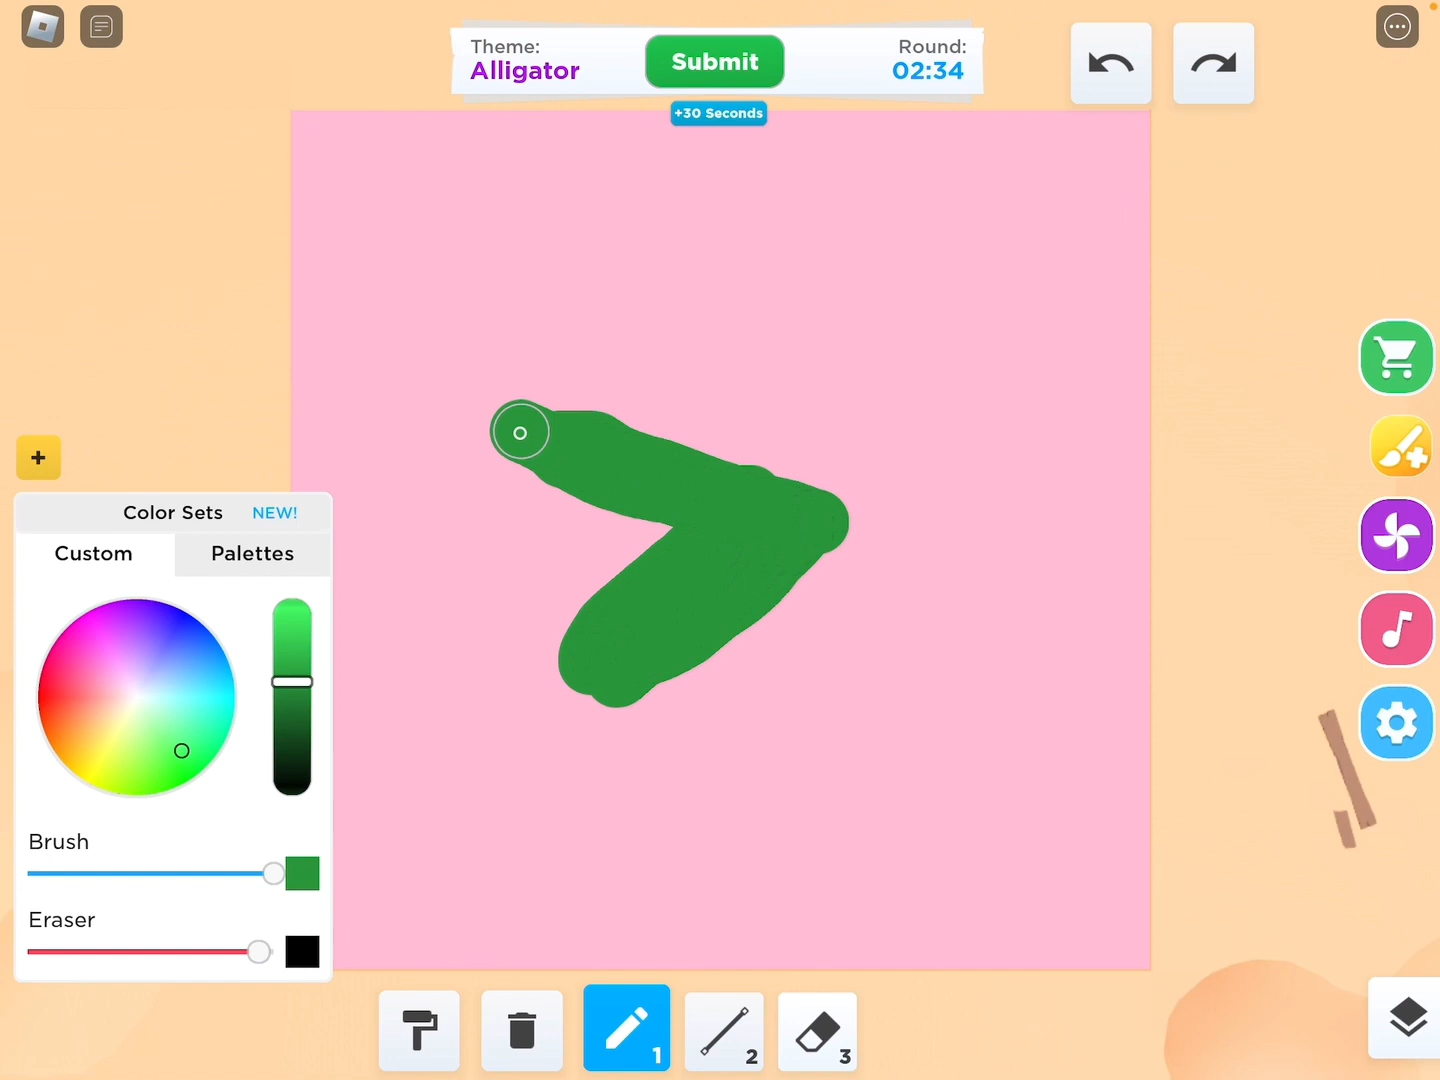 Theme:
Alligator
Submit
Round:
02:34
+30 Seconds
+
Color Sets NEW!
Custom Palettes
Brush
Eraser
1
2
3